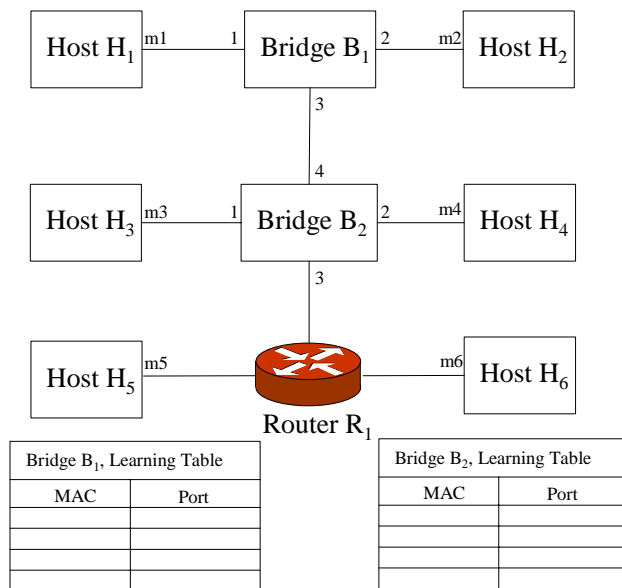 Host H₁ m1 1 Bridge B₁ 2 m2 Host H₂
3
4
Host H₃ m3 1 Bridge B₂ 2 m4 Host H₄
3
Host H₅ m5 m6 Host H₆
Router R₁
Bridge B₁, Learning Table
MAC Port
Bridge B₂, Learning Table
MAC Port